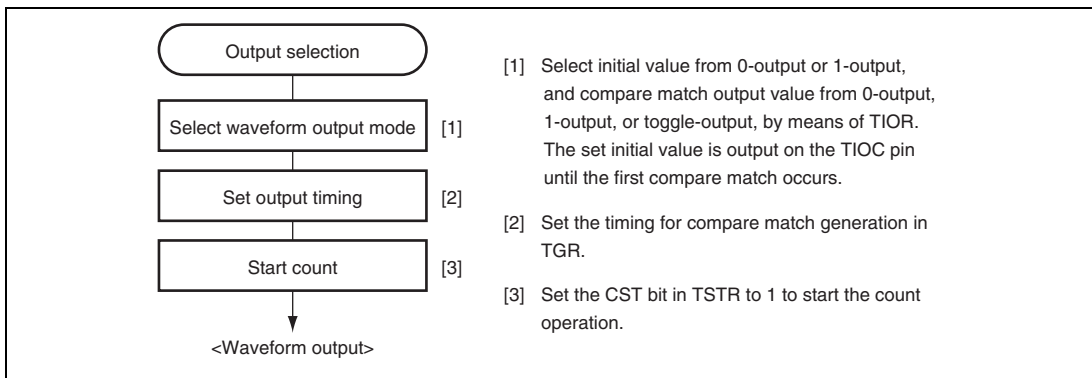 Output selection
Select waveform output mode [1]
Set output timing [2]
Start count [3]
<Waveform output>
[1] Select initial value from 0-output or 1-output,
and compare match output value from 0-output,
1-output, or toggle-output, by means of TIOR.
The set initial value is output on the TIOC pin
until the first compare match occurs.
[2] Set the timing for compare match generation in
TGR.
[3] Set the CST bit in TSTR to 1 to start the count
operation.